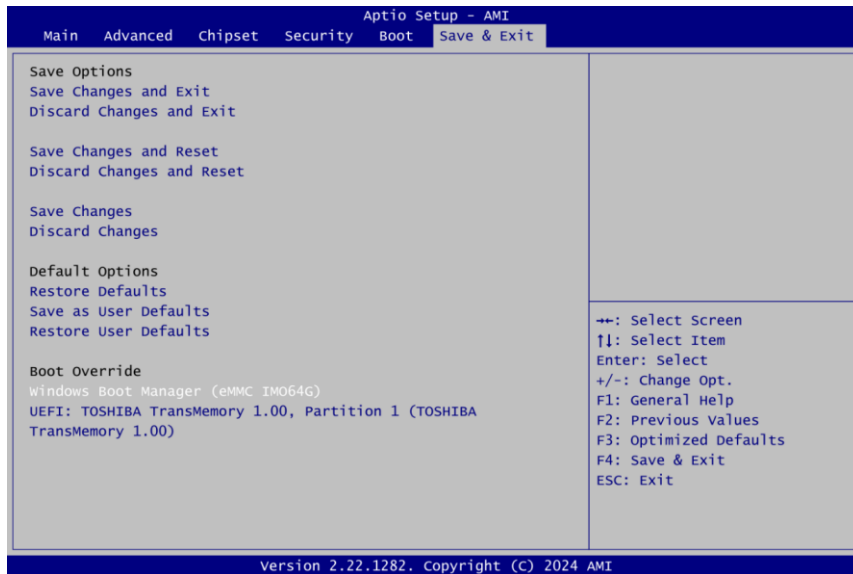 Aptio Setup - AMI
Main Advanced Chipset Security Boot Save & Exit
Save Options
Save Changes and Exit
Discard Changes and Exit
Save Changes and Reset
Discard Changes and Reset
Save Changes
Discard Changes
Default Options
Restore Defaults
Save as User Defaults
Restore User Defaults
Boot Override
Windows Boot Manager (eMMC IMO64G)
UEFI: TOSHIBA TransMemory 1.00, Partition 1 (TOSHIBA
TransMemory 1.00)
→←: Select Screen
↑↓: Select Item
Enter: Select
+/-: Change Opt.
F1: General Help
F2: Previous Values
F3: Optimized Defaults
F4: Save & Exit
ESC: Exit
Version 2.22.1282. Copyright (C) 2024 AMI